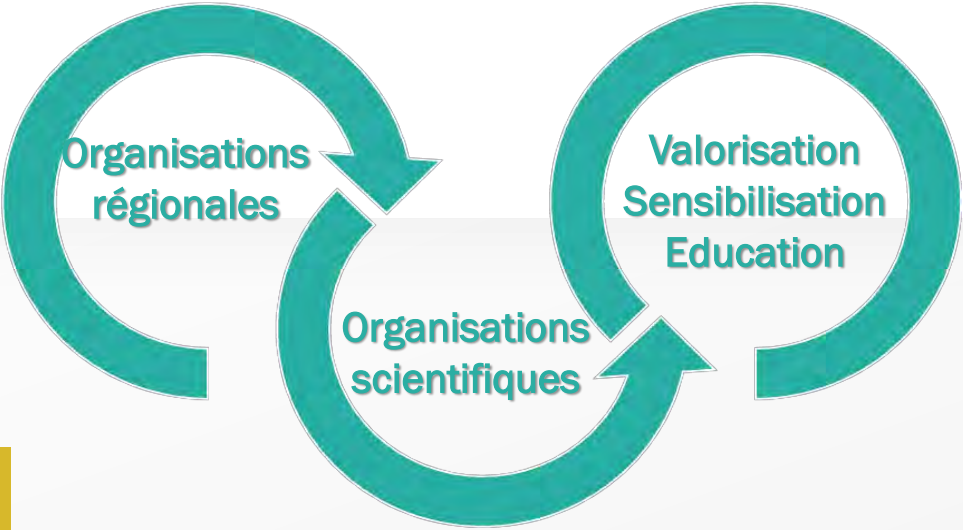 Organisations
régionales
Organisations
scientifiques
Valorisation
Sensibilisation
Education